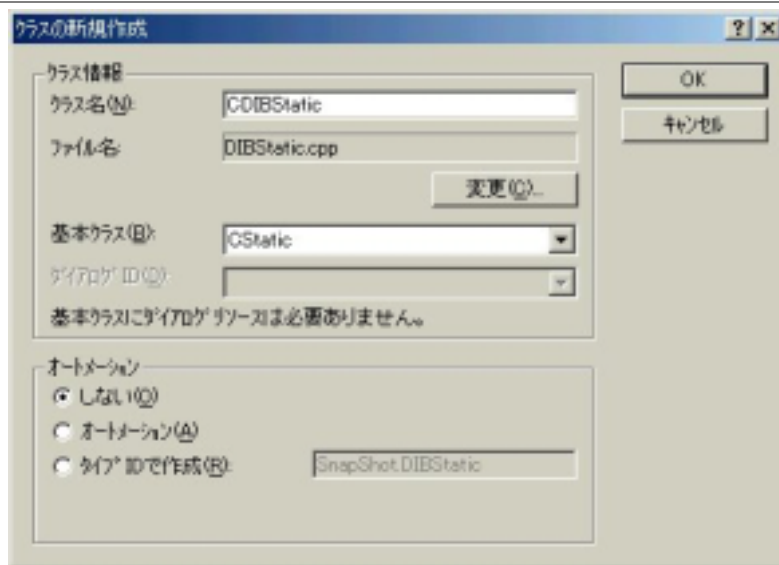 クラスの新規作成
クラス情報
クラス名(N):
CDIBStatic
OK
キャンセル
ファイル名:
DIBStatic.cpp
変更(C)...
基本クラス(B):
CStatic
ダイアログ ID(D):
基本クラスにダイアログ リソースは必要ありません。
オートメーション
しない(O)
オートメーション(A)
タイプ IDで作成(R):
SnapShot.DIBStatic